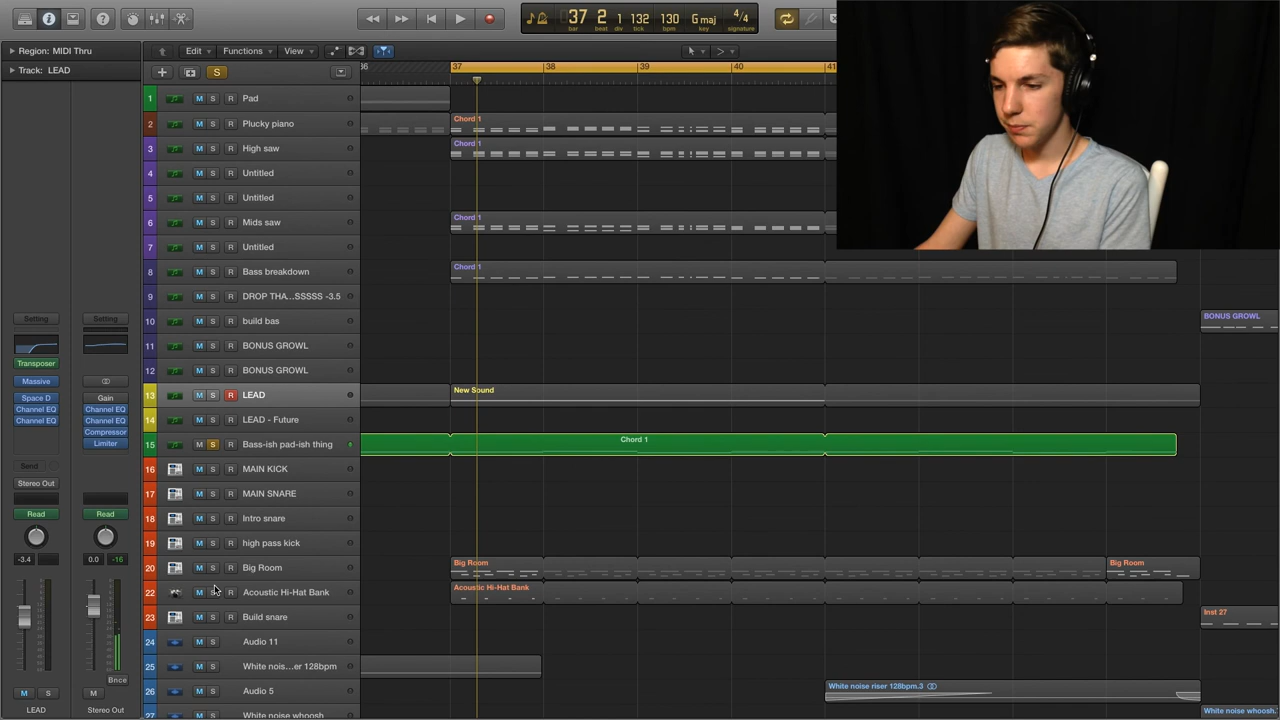 37 2 1 132 130 G maj 4/4
bar beat div tick bpm key signature
Region: MIDI Thru
Track: LEAD
Edit Functions View
S
36 37 38 39 40 41
1 M S R Pad
2 M S R Plucky piano Chord 1
3 M S R High saw Chord 1
4 M S R Untitled
5 M S R Untitled
6 M S R Mids saw Chord 1
7 M S R Untitled
8 M S R Bass breakdown Chord 1
9 M S R DROP THA...SSSSS -3.5
10 M S R build bas BONUS GROWL
11 M S R BONUS GROWL
12 M S R BONUS GROWL
13 M S R LEAD New Sound
14 M S R LEAD - Future
15 M S R Bass-ish pad-ish thing Chord 1
16 M S R MAIN KICK
17 M S R MAIN SNARE
18 M S R Intro snare
19 M S R high pass kick
20 M S R Big Room Big Room Big Room
22 M S R Acoustic Hi-Hat Bank Acoustic Hi-Hat Bank
23 M S R Build snare Inst 27
24 M S Audio 11
25 M S White nois...er 128bpm
26 M S Audio 5 White noise riser 128bpm.3
27 White noise whoosh White noise whoosh.
Setting Setting
Transposer
Massive
Space D Gain
Channel EQ Channel EQ
Channel EQ Channel EQ
Compressor
Limiter
Send
Stereo Out
Read Read
-3.4 0.0 -16
Bnce
M S M
LEAD Stereo Out